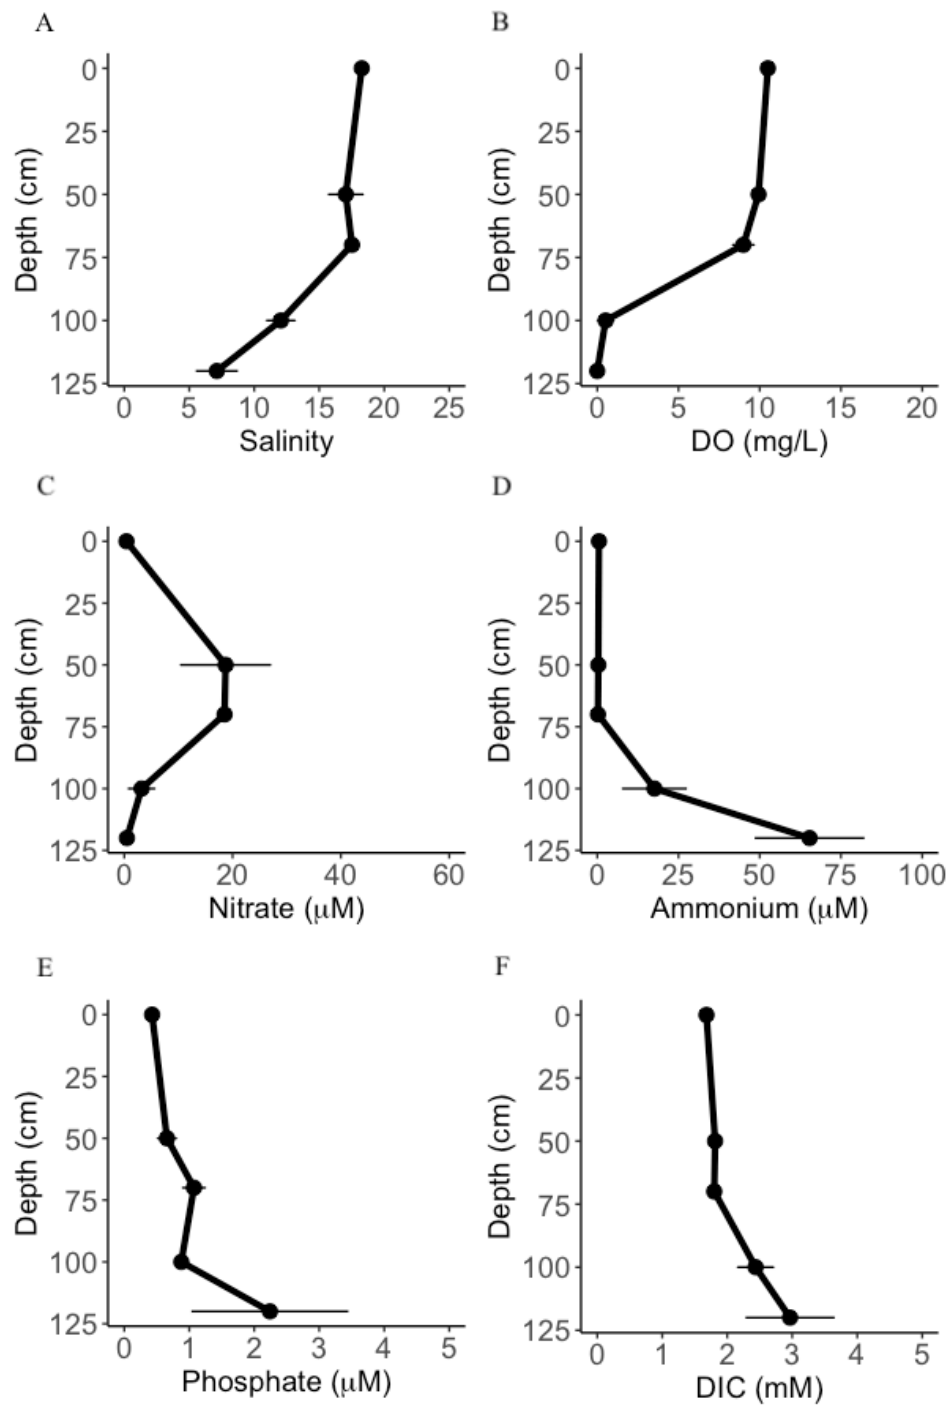 A
0
25
50
75
100
125
Depth (cm)
0 5 10 15 20 25
Salinity
B
0
25
50
75
100
125
Depth (cm)
0 5 10 15 20
DO (mg/L)
C
0
25
50
75
100
125
Depth (cm)
0 20 40 60
Nitrate (μM)
D
0
25
50
75
100
125
Depth (cm)
0 25 50 75 100
Ammonium (μM)
E
0
25
50
75
100
125
Depth (cm)
0 1 2 3 4 5
Phosphate (μM)
F
0
25
50
75
100
125
Depth (cm)
0 1 2 3 4 5
DIC (mM)